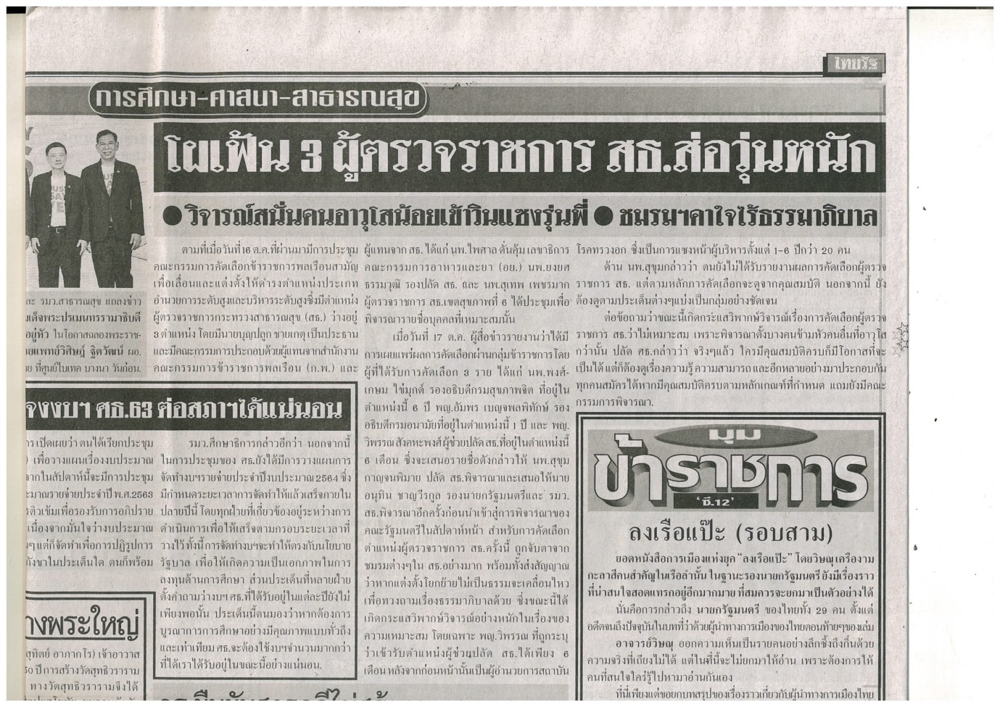 ไทยรัฐ
การศึกษา-ศาสนา-สาธารณสุข
โผเฟ้น 3 ผู้ตรวจราชการ สธ.ส่อวุ่นหนัก
● วิจารณ์สนั่นคนอาวุโสน้อยเข้าวินแซงรุ่นพี่ ● ชมรมฯคาใจไร้ธรรมาภิบาล
ตามที่เมื่อวันที่ 16 ต.ค.ที่ผ่านมามีการประชุม
คณะกรรมการคัดเลือกข้าราชการพลเรือนสามัญ
เพื่อเลื่อนและแต่งตั้งให้ดำรงตำแหน่งประเภท
อำนวยการระดับสูงและบริหารระดับสูงซึ่งมีตำแหน่ง
ผู้ตรวจราชการกระทรวงสาธารณสุข (สธ.) ว่างอยู่
3 ตำแหน่ง โดยมีนายบุญปลูก ชายเกตุ เป็นประธาน
และมีคณะกรรมการประกอบด้วยผู้แทนจากสำนักงาน
คณะกรรมการข้าราชการพลเรือน (ก.พ.) และ
ผู้แทนจาก สธ. ได้แก่ นพ.ไพศาล ดั่นคุ้ม เลขาธิการ
คณะกรรมการอาหารและยา (อย.) นพ.ยงยศ
ธรรมวุฒิ รองปลัด สธ. และ นพ.สุเทพ เพชรมาก
ผู้ตรวจราชการ สธ.เขตสุขภาพที่ 6 ได้ประชุมเพื่อ
พิจารณารายชื่อบุคคลที่เหมาะสมนั้น
เมื่อวันที่ 17 ต.ค. ผู้สื่อข่าวรายงานว่าได้มี
การเผยแพร่ผลการคัดเลือกผ่านกลุ่มข้าราชการโดย
ผู้ที่ได้รับการคัดเลือก 3 ราย ได้แก่ นพ.พงศ์-
เกษม ไข่มุกด์ รองอธิบดีกรมสุขภาพจิต ที่อยู่ใน
ตำแหน่งนี้ 6 ปี พญ.อัมพร เบญจพลพิทักษ์ รอง
อธิบดีกรมอนามัยที่อยู่ในตำแหน่งนี้ 1 ปี และ พญ.
วิพรรณ สังคหะพงศ์ ผู้ช่วยปลัด สธ.ที่อยู่ในตำแหน่งนี้
6 เดือน ซึ่งจะเสนอรายชื่อดังกล่าวให้ นพ.สุขุม
กาญจนพิมาย ปลัด สธ.พิจารณาและเสนอให้นาย
อนุทิน ชาญวีรกูล รองนายกรัฐมนตรีและ รมว.
สธ.พิจารณาอีกครั้งก่อนนำเข้าสู่การพิจารณาของ
คณะรัฐมนตรีในสัปดาห์หน้า สำหรับการคัดเลือก
ตำแหน่งผู้ตรวจราชการ สธ.ครั้งนี้ ถูกจับตาจาก
ชมรมต่างๆใน สธ.อย่างมาก พร้อมทั้งส่งสัญญาณ
ว่าหากแต่งตั้งโยกย้ายไม่เป็นธรรมจะเคลื่อนไหว
เพื่อทวงถามเรื่องธรรมาภิบาลด้วย ซึ่งขณะนี้ได้
เกิดกระแสวิพากษ์วิจารณ์อย่างหนักในเรื่องของ
ความเหมาะสม โดยเฉพาะ พญ.วิพรรณ ที่ถูกระบุ
ว่าเข้ารับตำแหน่งผู้ช่วยปลัด สธ.ได้เพียง 6
เดือน หลังจากก่อนหน้านั้นเป็นผู้อำนวยการสถาบัน
โรคทรวงอก ซึ่งเป็นการแซงหน้าผู้บริหารตั้งแต่ 1-6 ปีกว่า 20 คน
ด้าน นพ.สุขุมกล่าวว่า ตนยังไม่ได้รับรายงานผลการคัดเลือกผู้ตรวจ
ราชการ สธ. แต่ตามหลักการคัดเลือกจะดูจากคุณสมบัติ นอกจากนี้ ยัง
ต้องดูตามประเด็นต่างๆแบ่งเป็นกลุ่มอย่างชัดเจน
ต่อข้อถามว่าขณะนี้เกิดกระแสวิพากษ์วิจารณ์เรื่องการคัดเลือกผู้ตรวจ
ราชการ สธ.ว่าไม่เหมาะสม เพราะพิจารณาตั้งบางคนข้ามหัวคนอื่นที่อาวุโส
กว่านั้น ปลัด สธ.กล่าวว่า จริงๆแล้ว ใครมีคุณสมบัติครบก็มีโอกาสที่จะ
เป็นได้ แต่ก็ต้องดูเรื่องความรู้ ความสามารถ และอีกหลายอย่างมาประกอบกัน
ทุกคนสมัครได้หากมีคุณสมบัติครบตามหลักเกณฑ์ที่กำหนด แถมยังมีคณะ
กรรมการพิจารณา.
และ รมว.สาธารณสุข แถลงข่าว
มเด็จพระปรเมนทรรามาธิบดี
อยู่หัว ในโอกาสฉลองพระราช-
ายแพทย์วิศิษฎ์ ฐิตวัฒน์ ผอ.
ย ที่ศูนย์ไบเทค บางนา วันก่อน.
จงงบฯ ศธ.63 ต่อสภาฯได้แน่นอน
าร เปิดเผยว่า ตนได้เรียกประชุม
) เพื่อวางแผนเรื่องงบประมาณ
จากในสัปดาห์นี้จะมีการประชุม
ะมาณรายจ่ายประจำปี พ.ศ.2563
รติวเข้มเพื่อรองรับการอภิปราย
เนื่องจากมั่นใจว่างบประมาณ
นๆ แต่ก็จัดทำเพื่อการปฏิรูปการ
กังขาในประเด็นใด ตนก็พร้อม
รมว.ศึกษาธิการกล่าวอีกว่า นอกจากนี้
ในการประชุมของ ศธ.ยังได้มีการวางแผนการ
จัดทำงบฯรายจ่ายประจำปีงบประมาณ 2564 ซึ่ง
มีกำหนดระยะเวลาการจัดทำให้แล้วเสร็จภายใน
ปลายปีนี้ โดยทุกฝ่ายที่เกี่ยวข้องอยู่ระหว่างการ
ดำเนินการเพื่อให้เสร็จตามกรอบระยะเวลาที่
วางไว้ ทั้งนี้ การจัดทำงบฯจะทำให้ตรงกับนโยบาย
รัฐบาล เพื่อให้เกิดความเป็นเอกภาพในการ
ลงทุนด้านการศึกษา ส่วนประเด็นที่หลายฝ่าย
ตั้งคำถามว่างบฯ ศธ.ที่ได้รับอยู่ในแต่ละปียังไม่
เพียงพอนั้น ประเด็นนี้ตนมองว่าหากต้องการ
บูรณาการการศึกษาอย่างมีคุณภาพแบบทั่วถึง
และเท่าเทียม ศธ.จะต้องใช้งบฯจำนวนมากกว่า
ที่ได้เราได้รับอยู่ในขณะนี้อย่างแน่นอน.
างพระใหญ่
สุทิตย์ อาภากโร) เจ้าอาวาส
50 ปี การสร้างวัดสุทธิวราราม
ทางวัดสุทธิวรารามจึงได้
มุม
ข้าราชการ
'ซี.12'
ลงเรือแป๊ะ (รอบสาม)
ยอดหนังสือการเมืองแห่งยุค “ลงเรือแป๊ะ” โดยวิษณุ เครืองาม
กะลาสีคนสำคัญในเรือลำนั้น ในฐานะรองนายกรัฐมนตรี ยังมีเรื่องราว
ที่น่าสนใจสอดแทรกอยู่อีกมากมาย ที่สมควรจะยกมาเป็นตัวอย่างได้
นั่นคือการกล่าวถึง นายกรัฐมนตรี ของไทยทั้ง 29 คน ตั้งแต่
อดีตจนถึงปัจจุบันในบทที่ว่าด้วยผู้นำทางการเมืองของไทยตอนท้ายๆของเล่ม
อาจารย์วิษณุ ออกความเห็นเป็นรายคนอย่างลึกซึ้งถึงกึ๋นด้วย
ความจริงที่เถียงไม่ได้ แต่ในที่นี้จะไม่ยกมาให้อ่าน เพราะต้องการให้
คนที่สนใจใคร่รู้ไปหามาอ่านกันเอง
ที่นี่เพียงแต่ขอยกบทสรุปของเรื่องราวเกี่ยวกับผู้นำทางการเมืองไทย